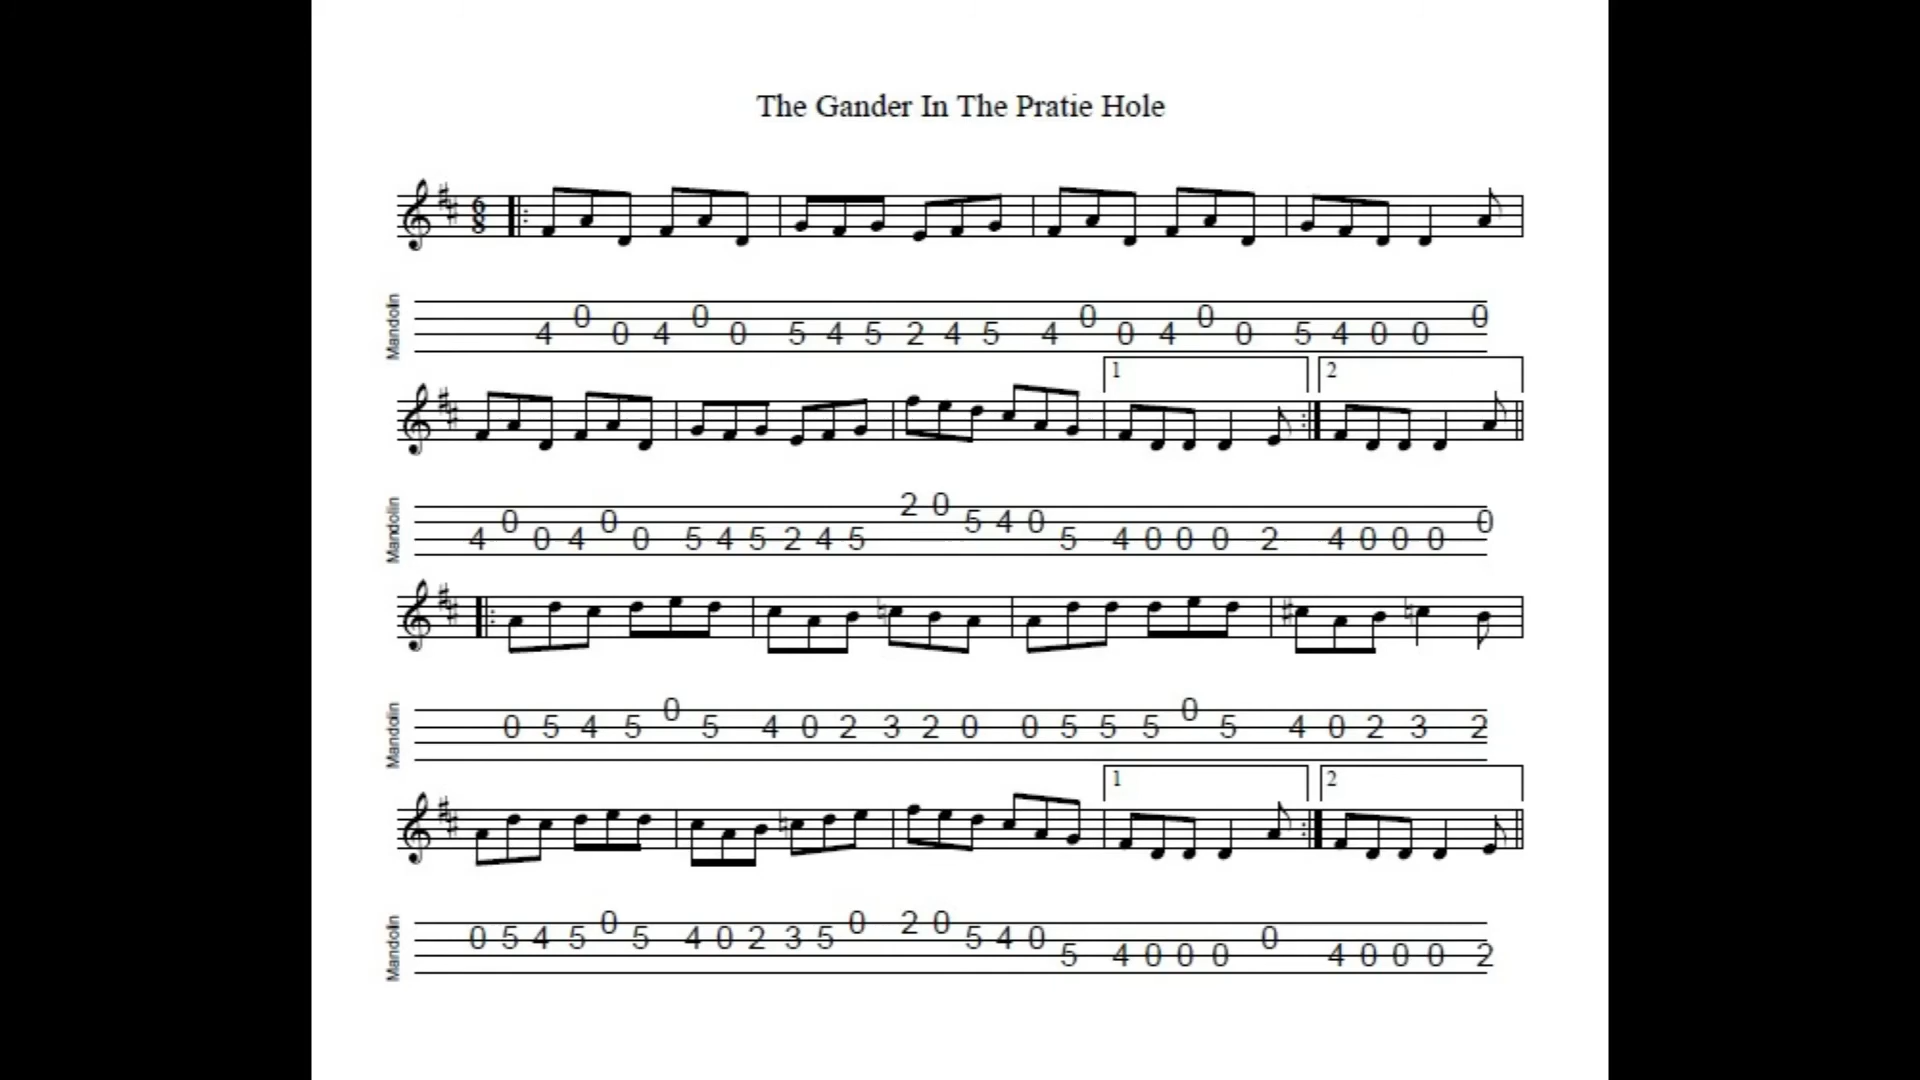 The Gander In The Pratie Hole
6
8
Mandolin
4 0 0 4 0 0 5 4 5 2 4 5 4 0 0 4 0 0 5 4 0 0 0
1 2
Mandolin
4 0 0 4 0 0 5 4 5 2 4 5 2 0 5 4 0 5 4 0 0 0 2 4 0 0 0 0
Mandolin
0 5 4 5 0 5 4 0 2 3 2 0 0 5 5 5 0 5 4 0 2 3 2
1 2
Mandolin
0 5 4 5 0 5 4 0 2 3 5 0 2 0 5 4 0 5 4 0 0 0 0 4 0 0 0 2